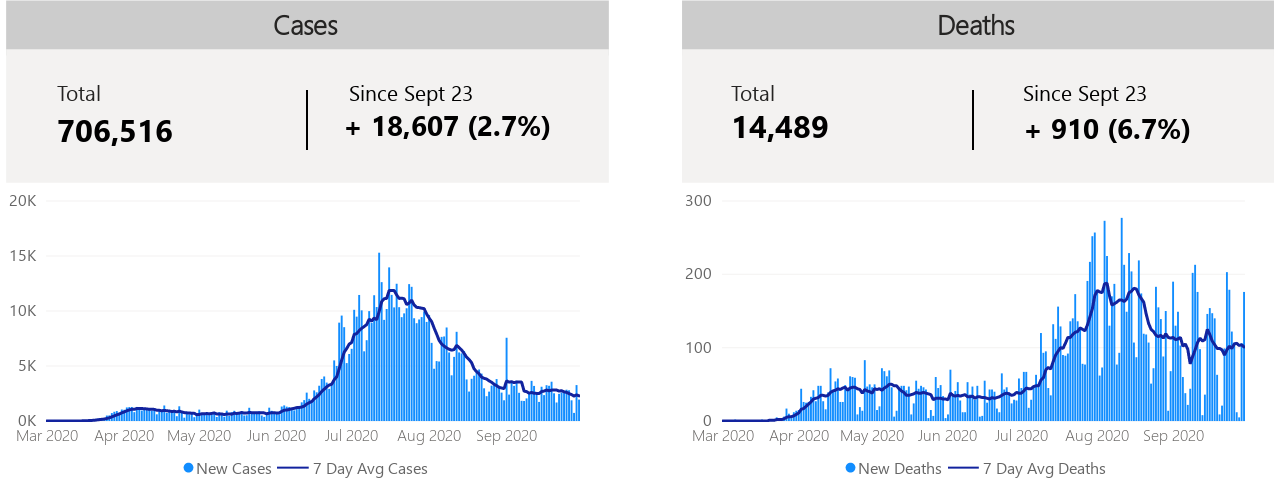 Cases
Total
706,516
Since Sept 23
+ 18,607 (2.7%)
20K
15K
10K
5K
0K
Mar 2020 Apr 2020 May 2020 Jun 2020 Jul 2020 Aug 2020 Sep 2020
New Cases 7 Day Avg Cases
Deaths
Total
14,489
Since Sept 23
+ 910 (6.7%)
300
200
100
0
Mar 2020 Apr 2020 May 2020 Jun 2020 Jul 2020 Aug 2020 Sep 2020
New Deaths 7 Day Avg Deaths